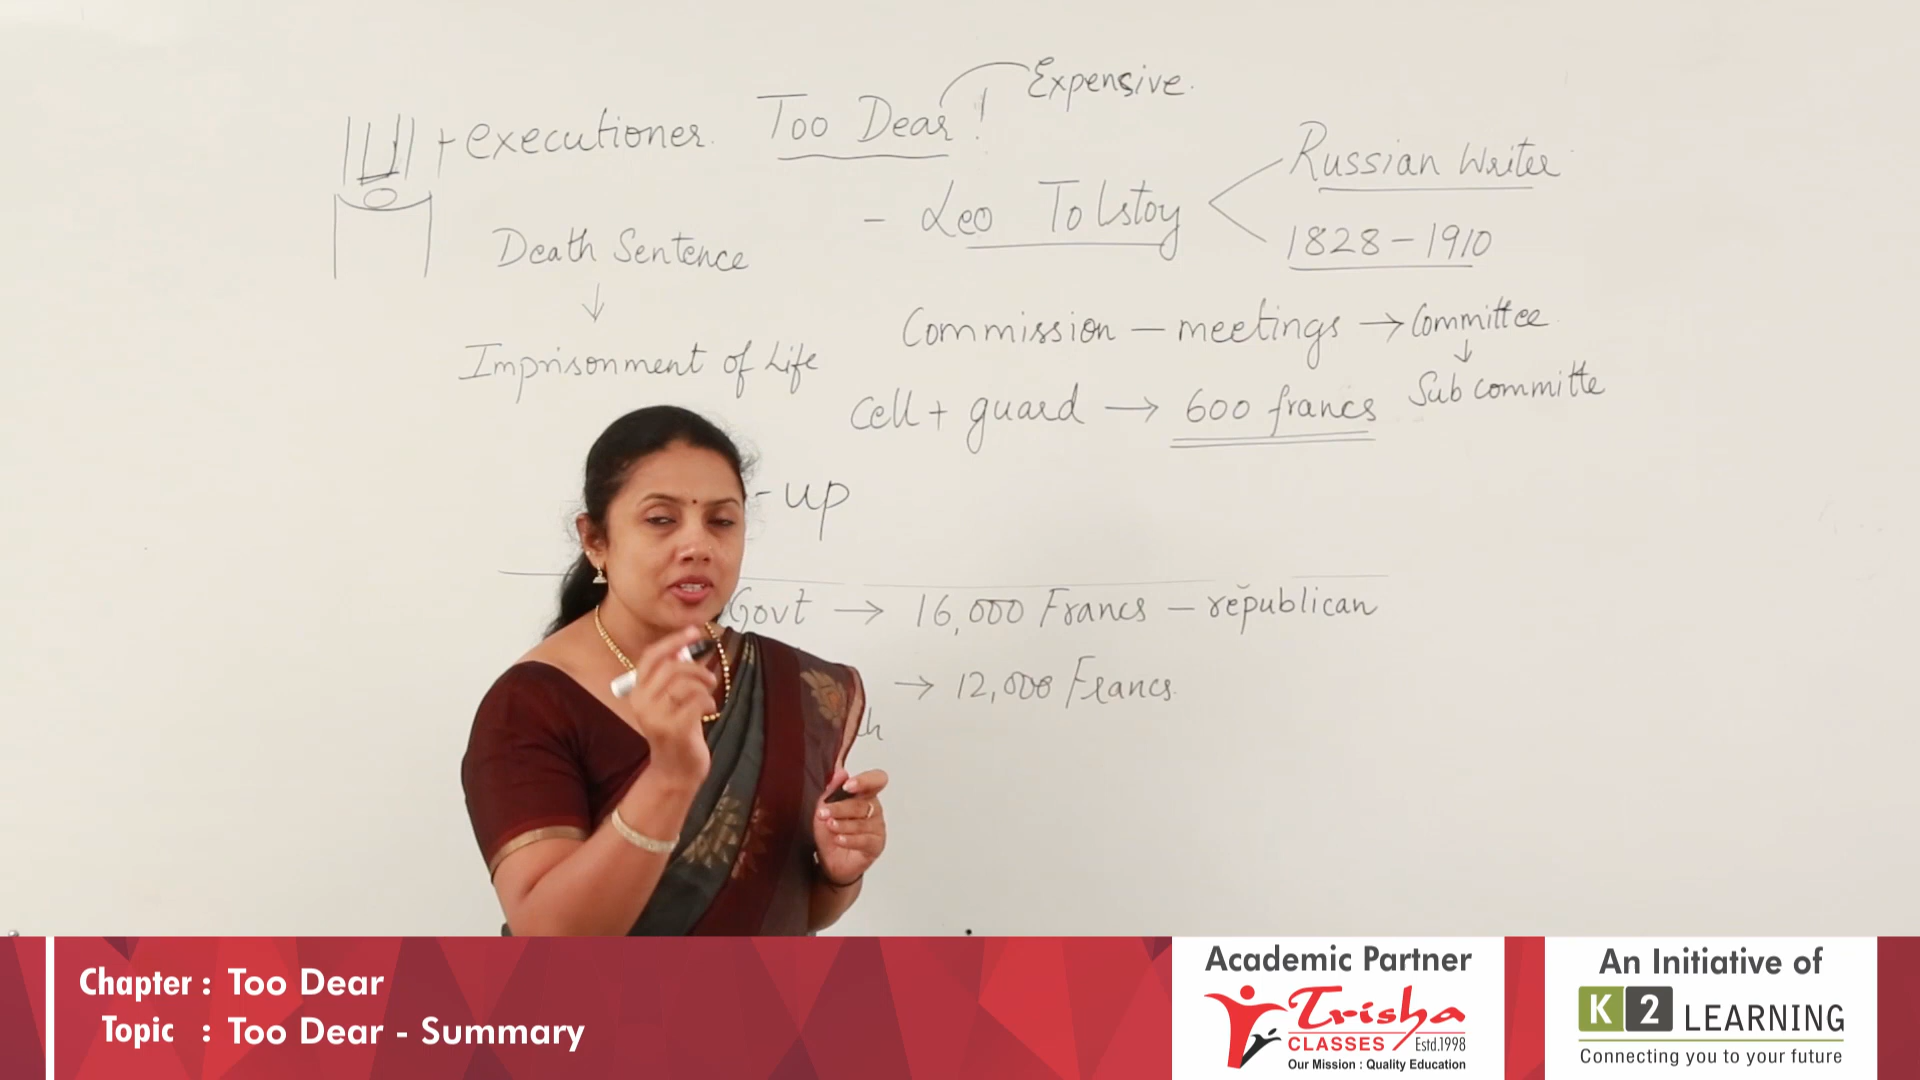 Expensive.
+ executioner. Too Dear!
- Leo Tolstoy
Russian Writer
1828 - 1910
Death Sentence
↓
Imprisonment of Life
Commission — meetings → Committee
↓
Sub committe
Cell + guard → 600 francs
-up
Govt → 16,000 Francs — republican
→ 12,000 Francs.
Chapter : Too Dear
Topic : Too Dear - Summary
Academic Partner
Trisha
CLASSES Estd.1998
Our Mission : Quality Education
An Initiative of
K2 LEARNING
Connecting you to your future